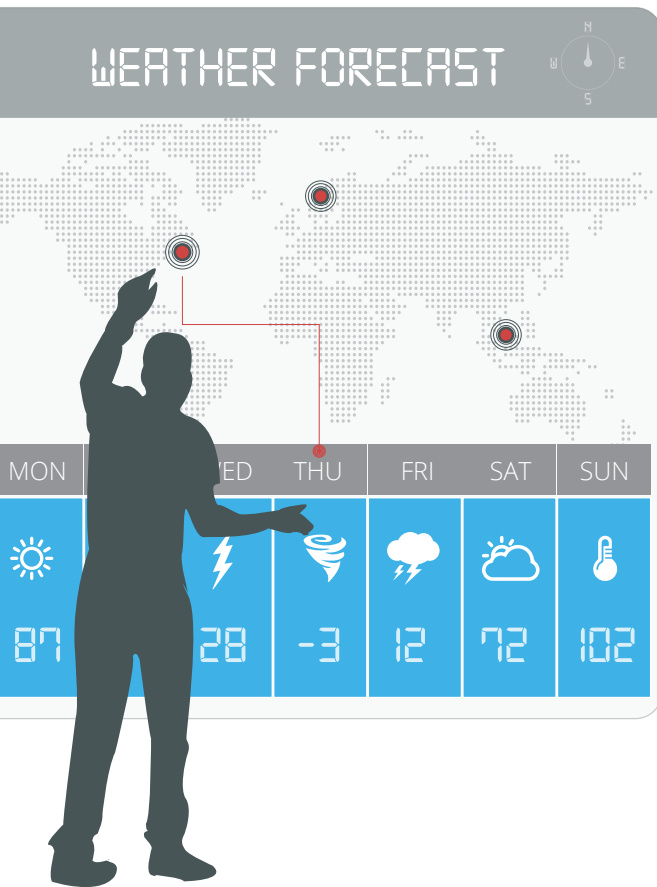 WEATHER FORECAST
N
W E
S
MON ED THU FRI SAT SUN
87 28 -3 12 72 102